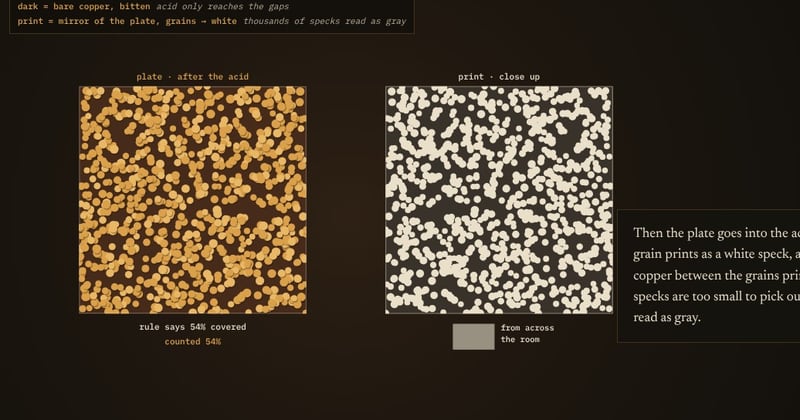 dark = bare copper, bitten acid only reaches the gaps
print = mirror of the plate, grains → white thousands of specks read as gray
plate · after the acid
print · close up
rule says 54% covered
counted 54%
from across
the room
Then the plate goes into the
grain prints as a white speck,
copper between the grains
specks are too small to pick
read as gray.